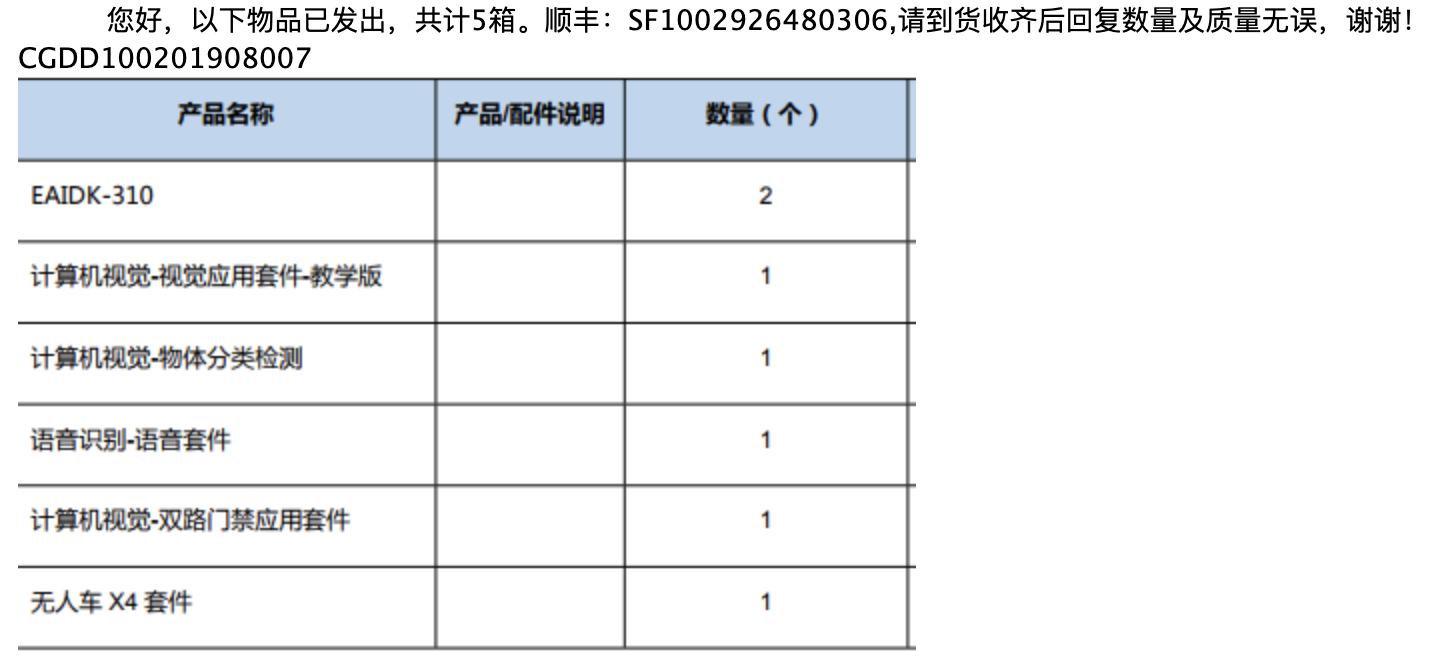 您好，以下物品已发出，共计5箱。顺丰：SF1002926480306,请到货收齐后回复数量及质量无误，谢谢！
CGDD100201908007
产品名称 产品/配件说明 数量（个）
EAIDK-310 2
计算机视觉-视觉应用套件-教学版 1
计算机视觉-物体分类检测 1
语音识别-语音套件 1
计算机视觉-双路门禁应用套件 1
无人车 X4 套件 1